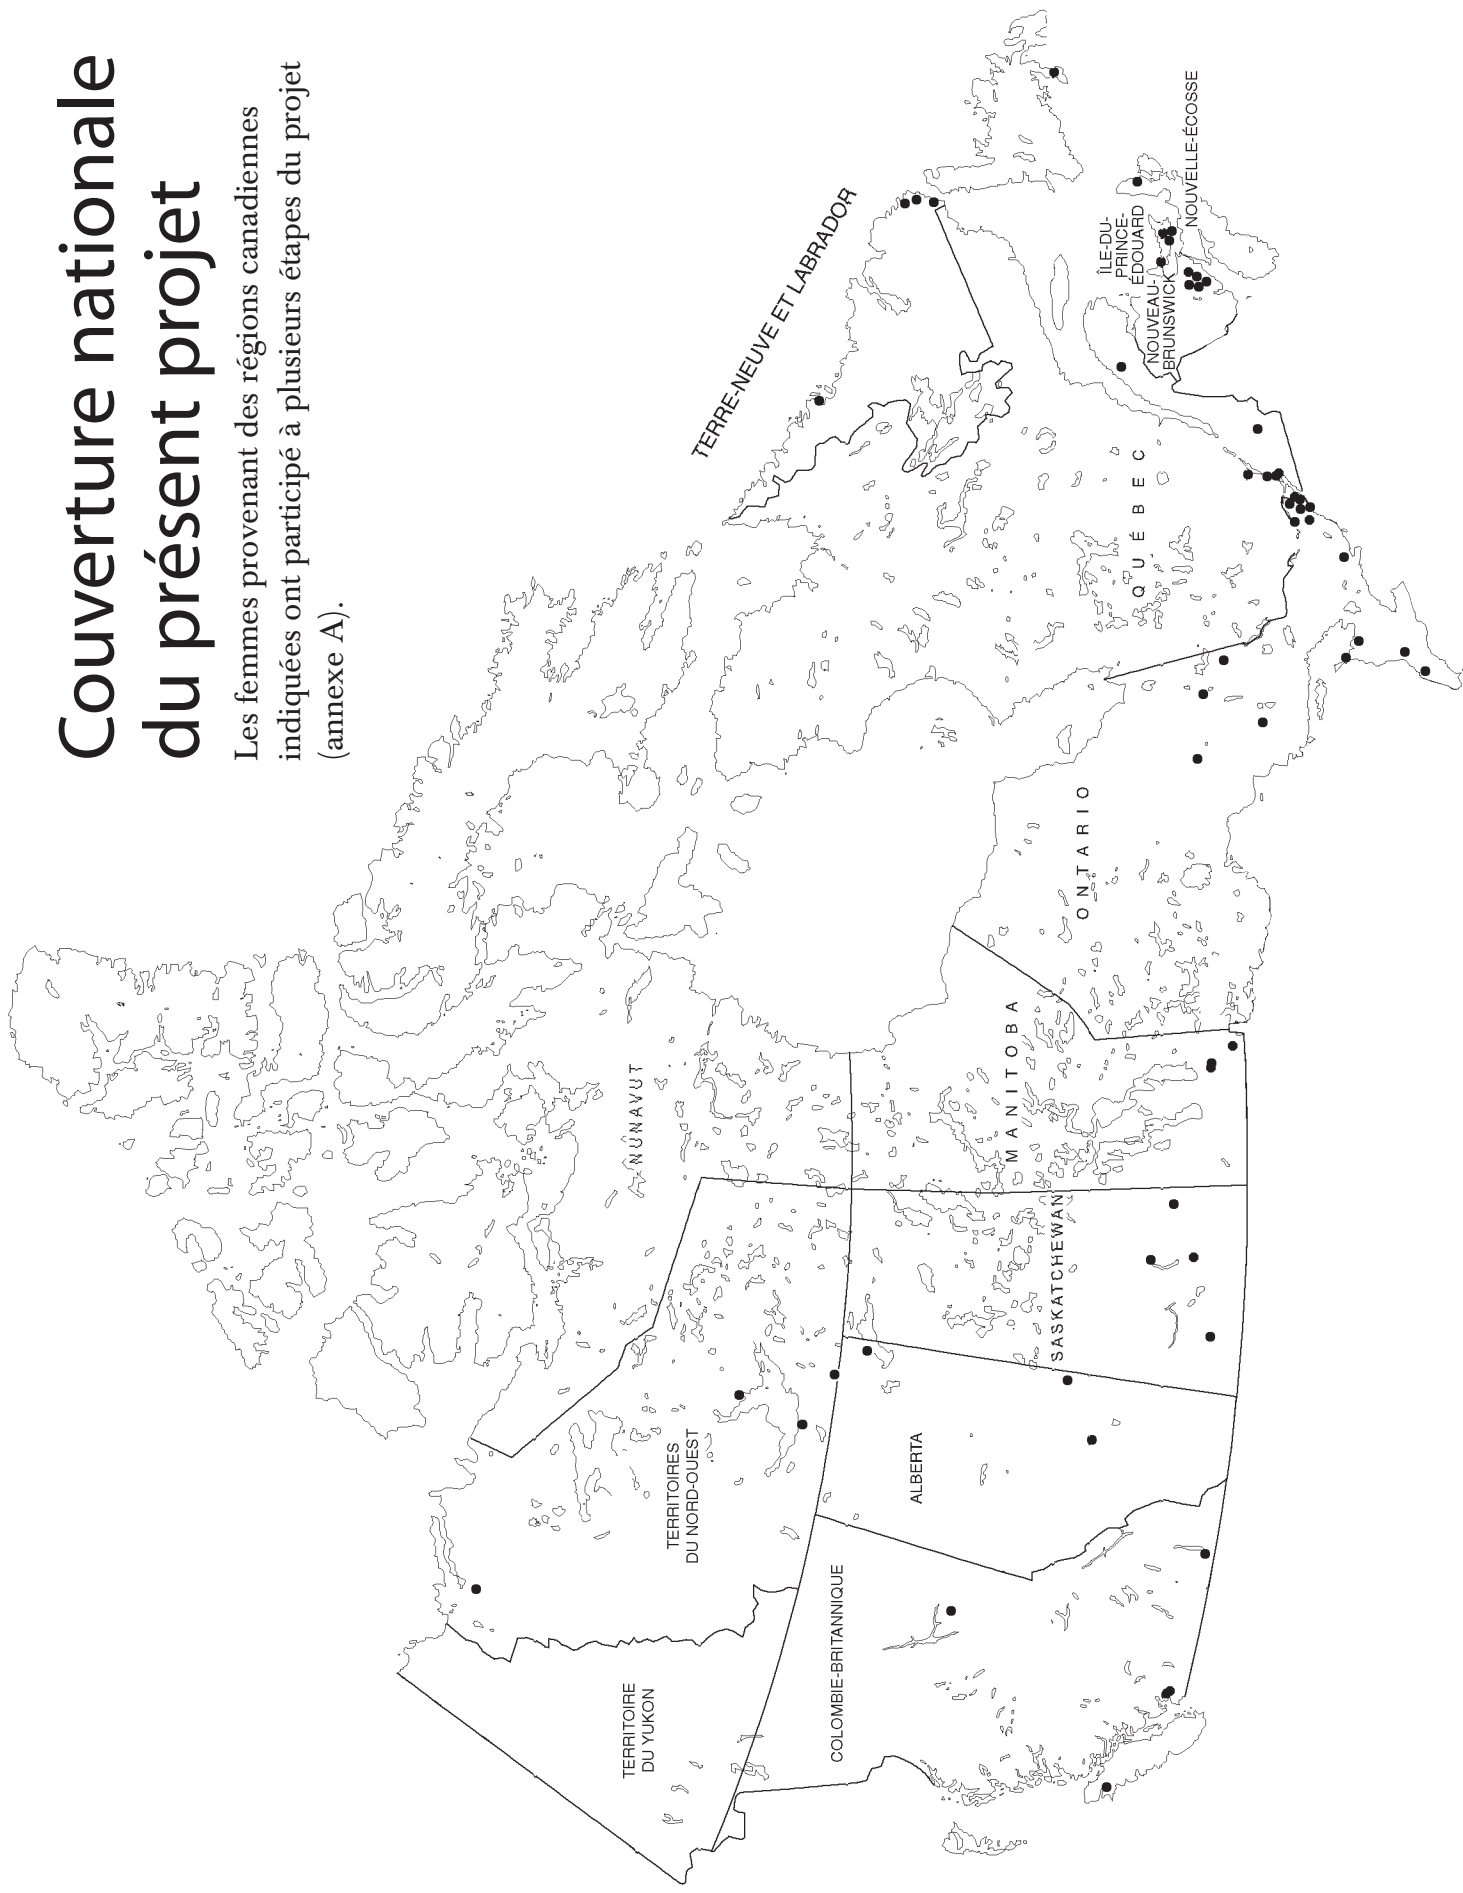 Couverture nationale
du présent projet
Les femmes provenant des régions canadiennes
indiquées ont participé à plusieurs étapes du projet
(annexe A).
TERRITOIRE
DU YUKON
TERRITOIRES
DU NORD-OUEST
NUNAVUT
COLOMBIE-BRITANNIQUE
ALBERTA
SASKATCHEWAN
MANITOBA
ONTARIO
QUÉBEC
TERRE-NEUVE ET LABRADOR
ÎLE-DU-
PRINCE-
ÉDOUARD
NOUVEAU-
BRUNSWICK
NOUVELLE-ÉCOSSE